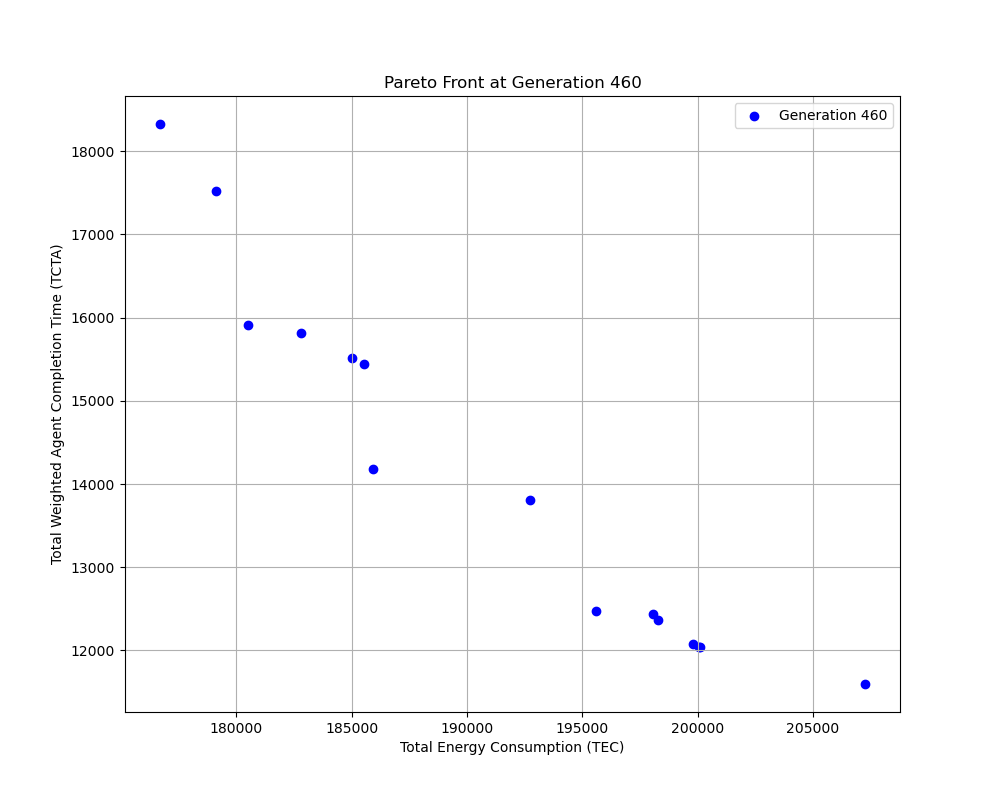 Pareto Front at Generation 460
Generation 460
Total Weighted Agent Completion Time (TCTA)
18000
17000
16000
15000
14000
13000
12000
180000 185000 190000 195000 200000 205000
Total Energy Consumption (TEC)